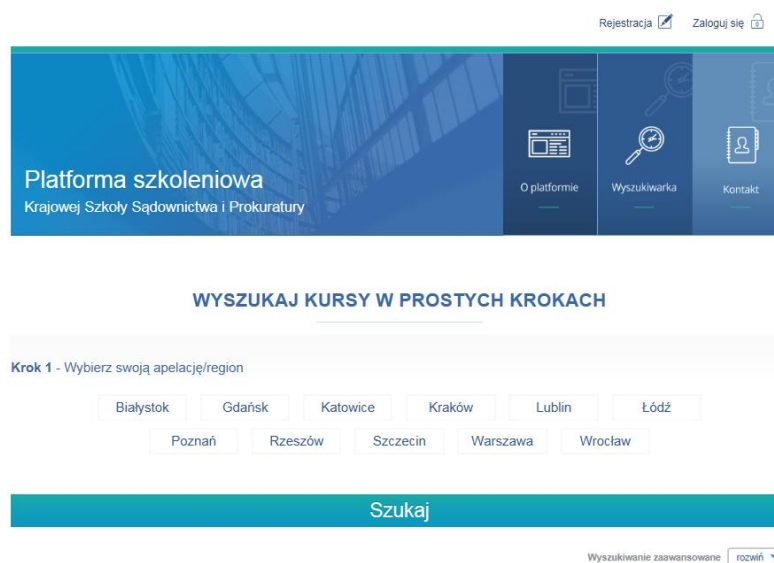 Rejestracja Zaloguj się
Platforma szkoleniowa
Krajowej Szkoły Sądownictwa i Prokuratury
O platformie Wyszukiwarka Kontakt
WYSZUKAJ KURSY W PROSTYCH KROKACH
Krok 1 - Wybierz swoją apelację/region
Białystok Gdańsk Katowice Kraków Lublin Łódź
Poznań Rzeszów Szczecin Warszawa Wrocław
Szukaj
Wyszukiwanie zaawansowane rozwiń